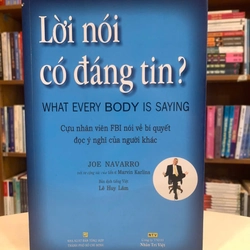 Lời nói
có đáng tin?
WHAT EVERY BODY IS SAYING
Cựu nhân viên FBI nói về bí quyết
đọc ý nghĩ của người khác
JOE NAVARRO
Marvin Karlins
Lê Huy Lâm